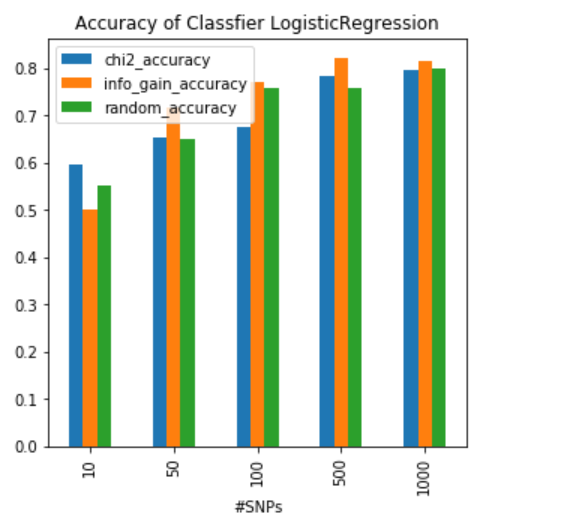 Accuracy of Classfier LogisticRegression
chi2_accuracy
info_gain_accuracy
random_accuracy
0.8
0.7
0.6
0.5
0.4
0.3
0.2
0.1
0.0
10
50
100
500
1000
#SNPs